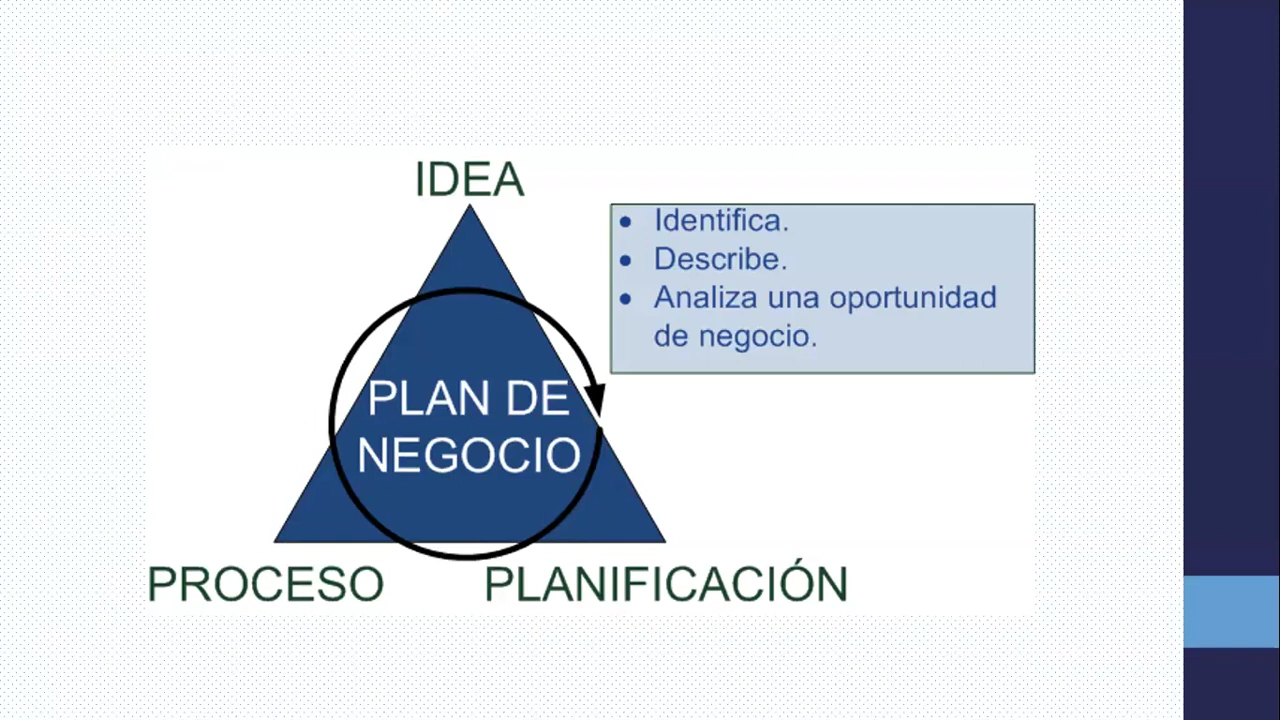 IDEA
• Identifica.
• Describe.
• Analiza una oportunidad
de negocio.
PLAN DE
NEGOCIO
PROCESO
PLANIFICACIÓN